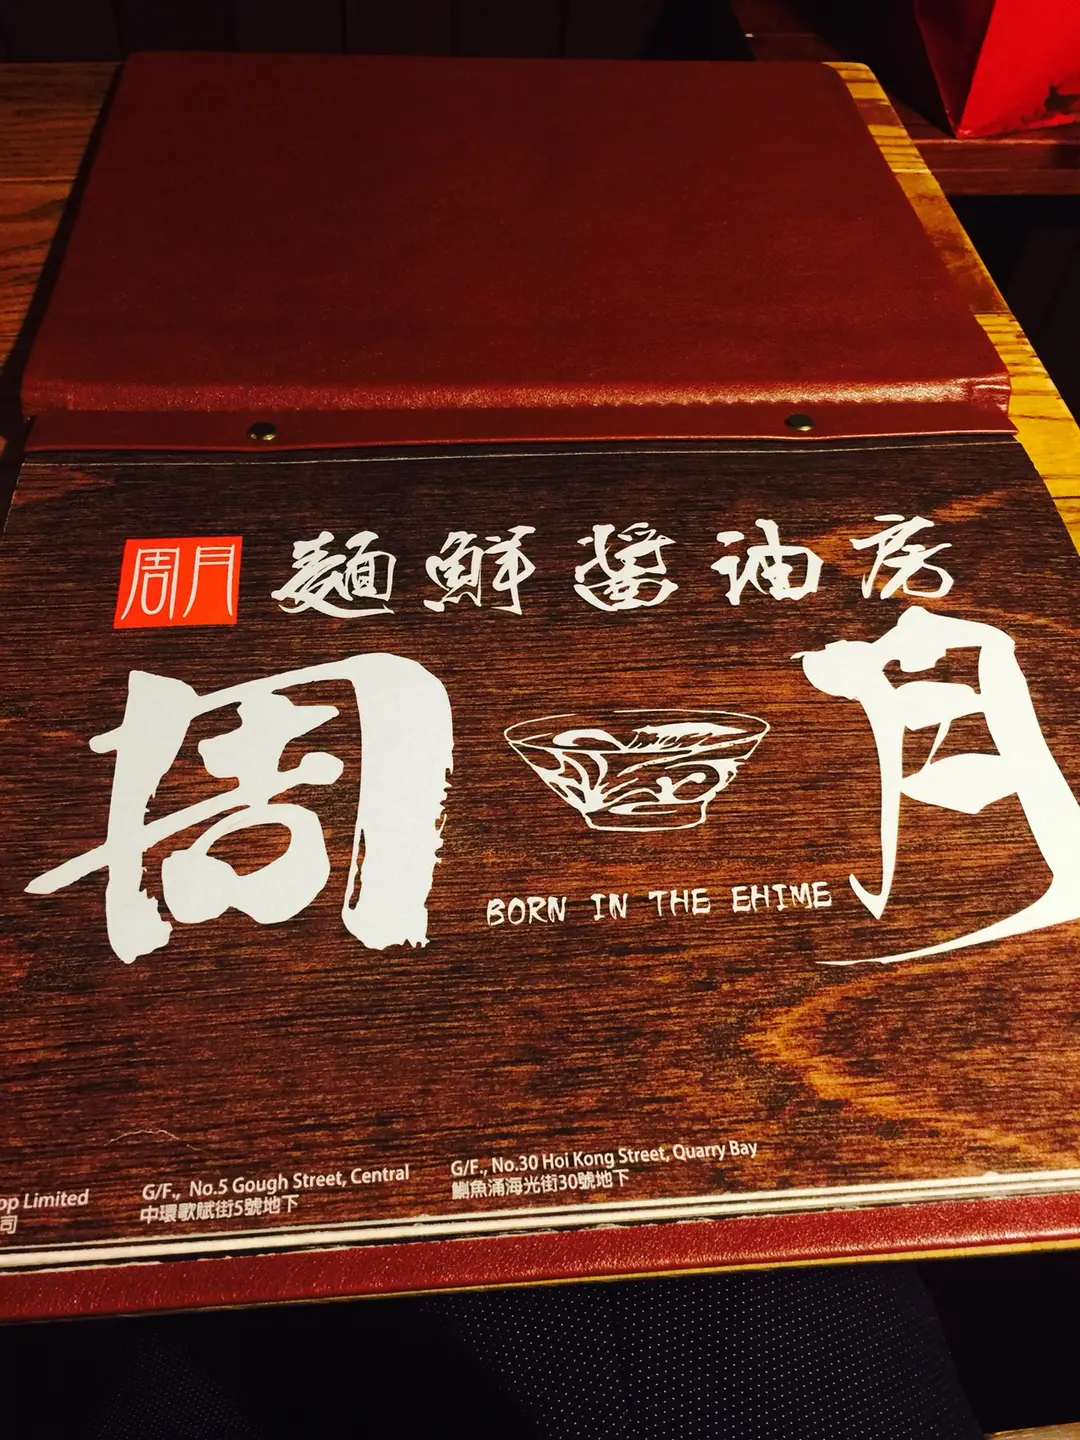 周月 麵鮮醬油房
周月
BORN IN THE EHIME
op Limited
司
G/F., No.5 Gough Street, Central
中環歌賦街5號地下
G/F., No.30 Hoi Kong Street, Quarry Bay
鰂魚涌海光街30號地下